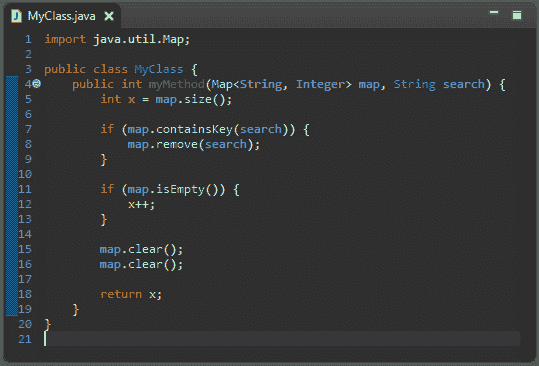 MyClass.java
1 import java.util.Map;
2
3 public class MyClass {
4 public int myMethod(Map<String, Integer> map, String search) {
5 int x = map.size();
6
7 if (map.containsKey(search)) {
8 map.remove(search);
9 }
10
11 if (map.isEmpty()) {
12 x++;
13 }
14
15 map.clear();
16 map.clear();
17
18 return x;
19 }
20 }
21